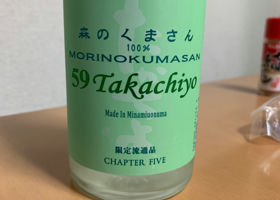 森のくまさん
100%
MORINOKUMASAN
59 Takachiyo
Made In Minamiuonuma
限定流通品
CHAPTER FIVE